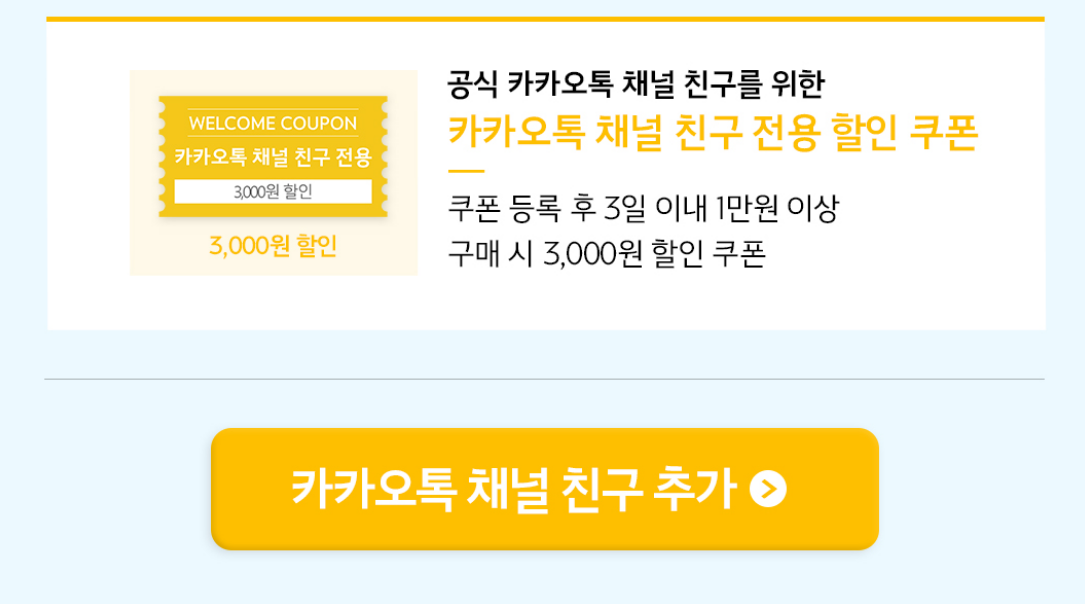 WELCOME COUPON
카카오톡 채널 친구 전용
3,000원 할인
3,000원 할인
공식 카카오톡 채널 친구를 위한
카카오톡 채널 친구 전용 할인 쿠폰
쿠폰 등록 후 3일 이내 1만원 이상
구매 시 3,000원 할인 쿠폰
카카오톡 채널 친구 추가